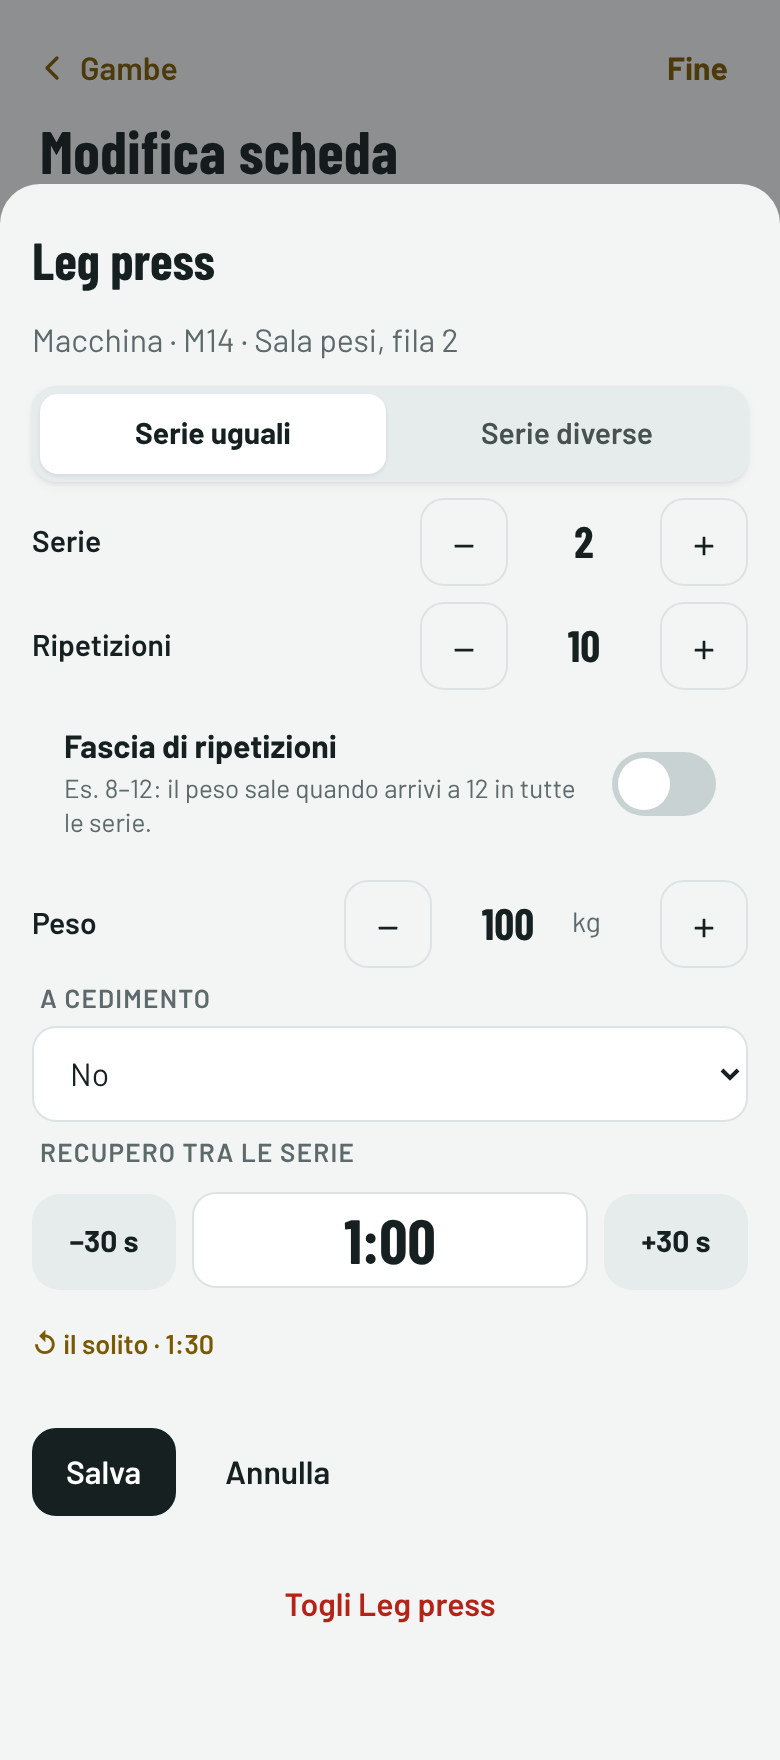 Gambe
Fine
Modifica scheda
Leg press
Macchina · M14 · Sala pesi, fila 2
Serie uguali
Serie diverse
Serie
−
2
+
Ripetizioni
−
10
+
Fascia di ripetizioni
Es. 8–12: il peso sale quando arrivi a 12 in tutte
le serie.
Peso
−
100 kg
+
A CEDIMENTO
No
RECUPERO TRA LE SERIE
−30 s
1:00
+30 s
il solito · 1:30
Salva
Annulla
Togli Leg press